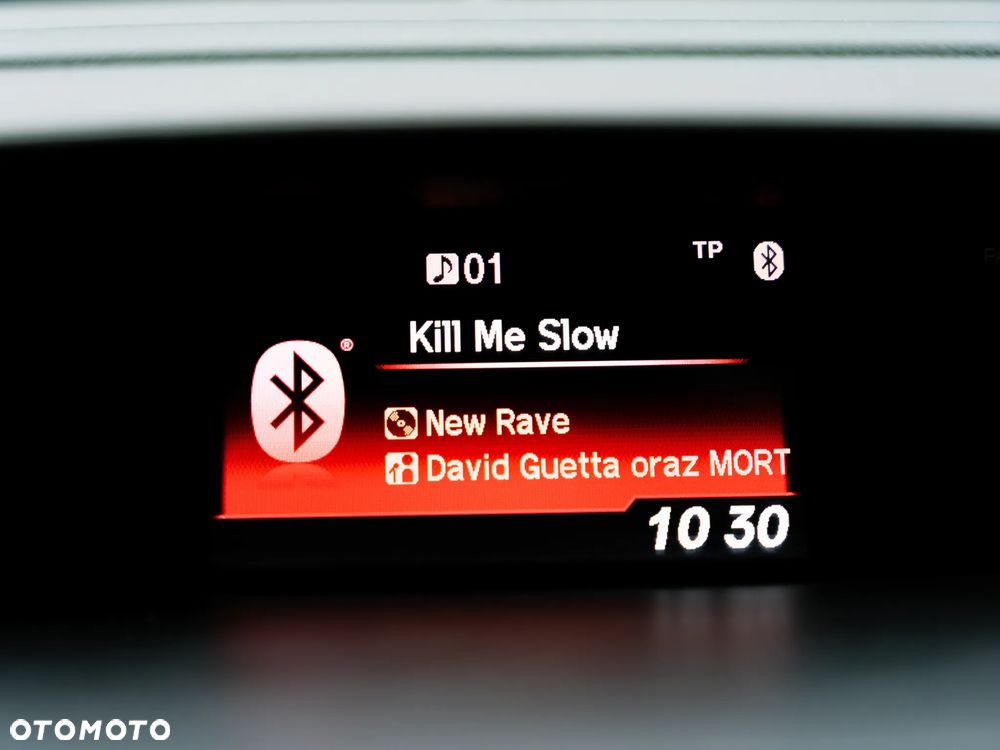 01
TP
Kill Me Slow
®
New Rave
David Guetta oraz MORT
10 30
OTOMOTO